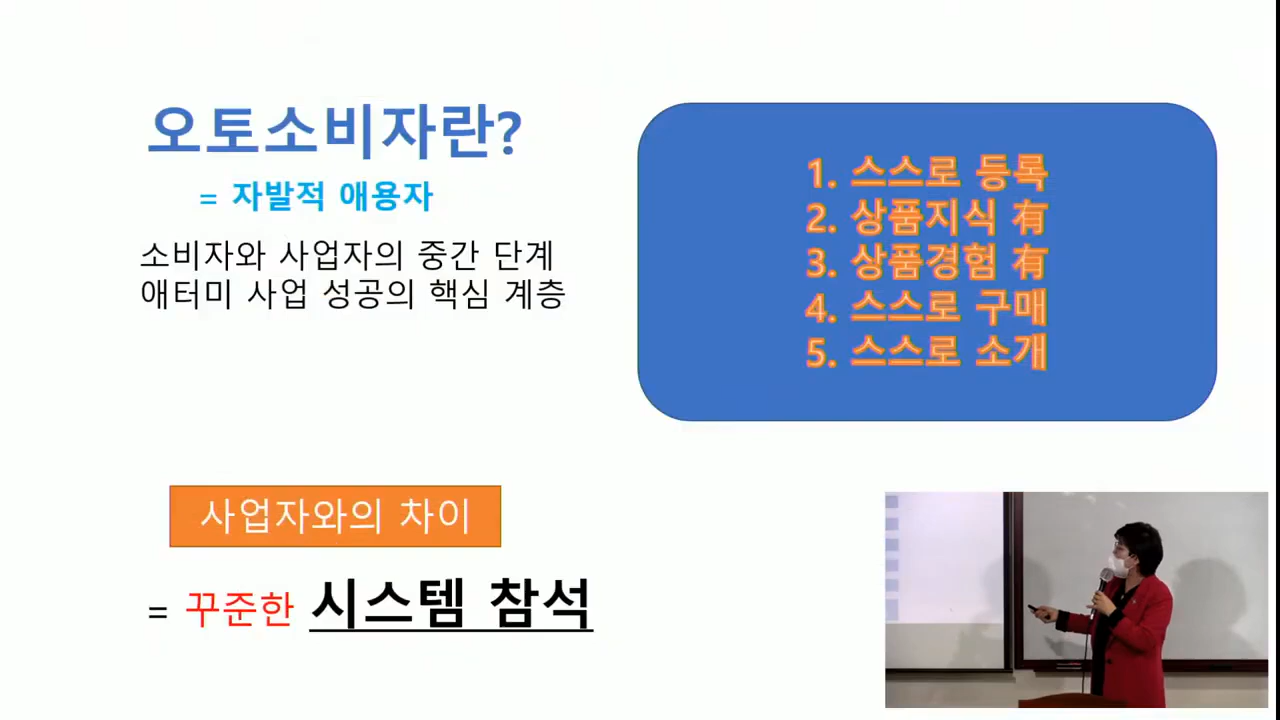 오토소비자란?
= 자발적 애용자
소비자와 사업자의 중간 단계
애터미 사업 성공의 핵심 계층
1. 스스로 등록
2. 상품지식 有
3. 상품경험 有
4. 스스로 구매
5. 스스로 소개
사업자와의 차이
= 꾸준한 시스템 참석